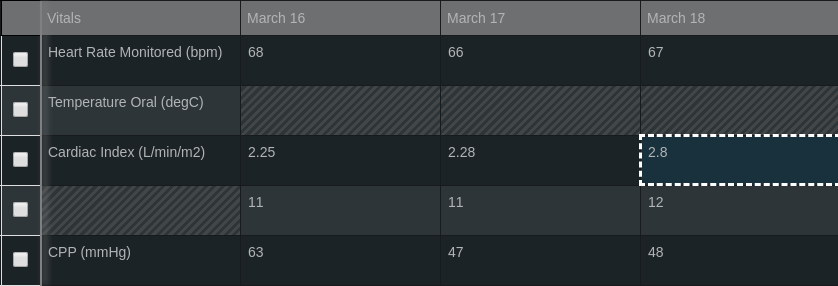 Vitals March 16 March 17 March 18
Heart Rate Monitored (bpm) 68 66 67
Temperature Oral (degC)
Cardiac Index (L/min/m2) 2.25 2.28 2.8
11 11 12
CPP (mmHg) 63 47 48